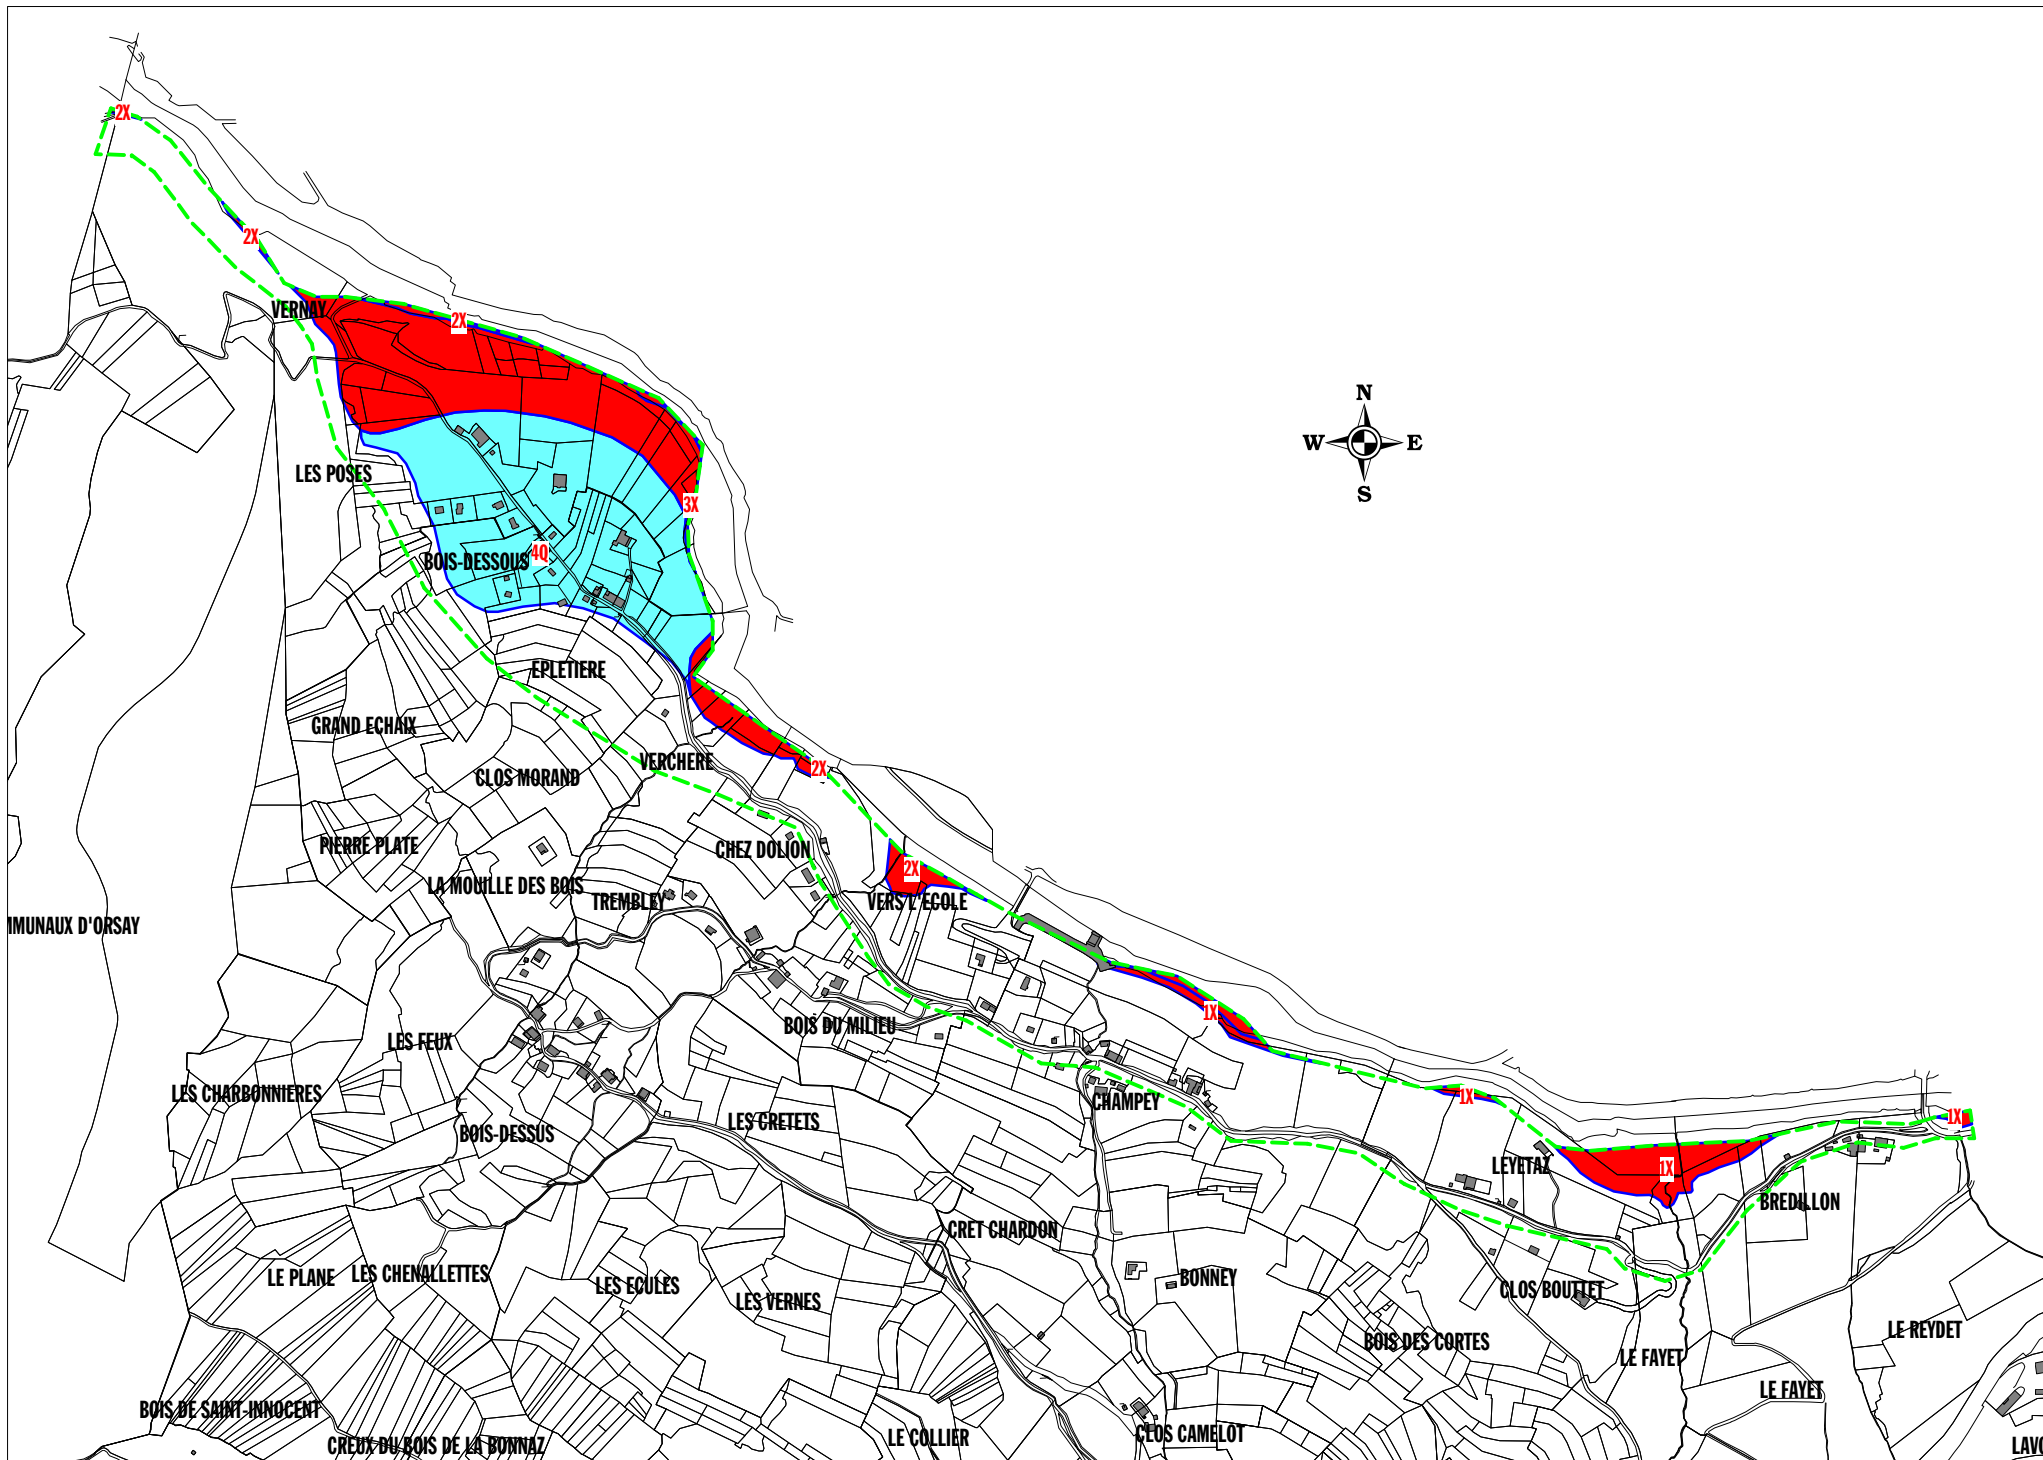 2X
2X
VERNAY
2X
N
W E
S
LES POSES
3X
4Q
BOIS-DESSOUS
EPLETIERE
GRAND ECHAIX
VERCHERE
CLOS MORAND
2X
PIERRE PLATE
CHEZ DOLION
2X
LA MOUILLE DES BOIS
TREMBLEY
VERS L'ECOLE
MUNAUX D'ORSAY
1X
BOIS DU MILIEU
LES FEUX
LES CHARBONNIERES
1X
CHAMPEY
1X
LES CRETETS
BOIS-DESSUS
LEYETAZ
1X
BREDILLON
CRET CHARDON
LE PLANE
LES CHENALLETTES
LES ECULES
BONNEY
CLOS BOUTTET
LES VERNES
LE REYDET
BOIS DES CORTES
LE FAYET
LE FAYET
BOIS DE SAINT-INNOCENT
CREUX DU BOIS DE LA BONNAZ
LE COLLIER
CLOS CAMELOT
LAVO